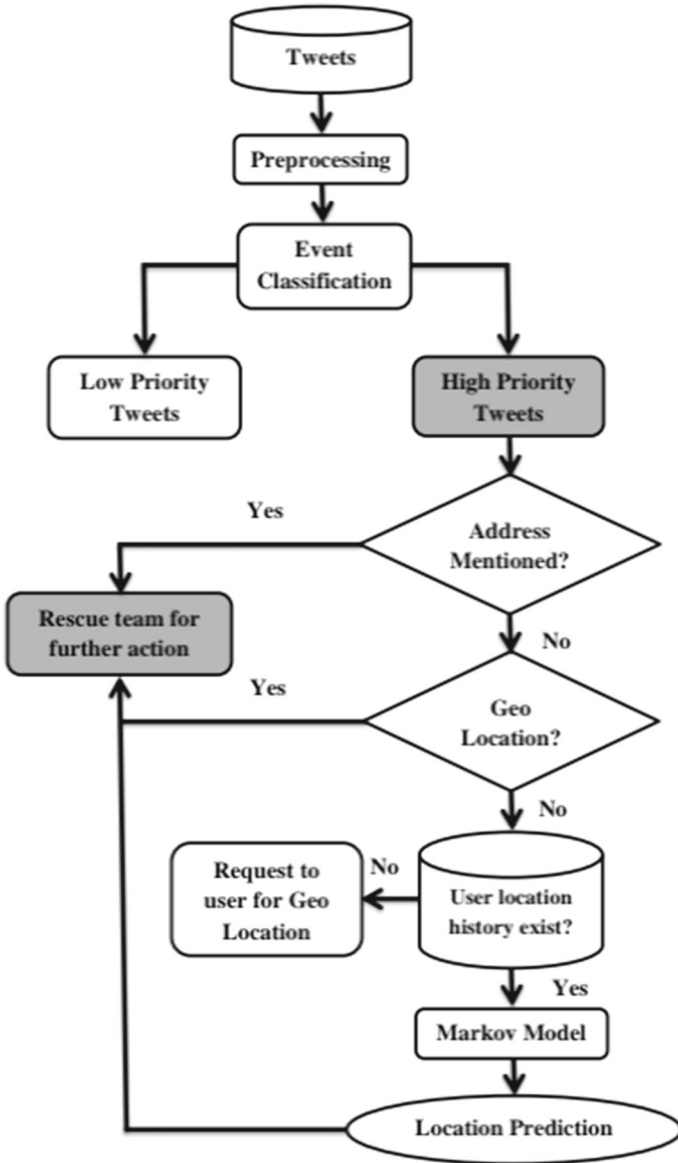 Tweets
Preprocessing
Event
Classification
Low Priority
Tweets
High Priority
Tweets
Yes
Address
Mentioned?
Rescue team for
further action
No
Yes
Geo
Location?
No
Request to
user for Geo
Location
No
User location
history exist?
Yes
Markov Model
Location Prediction